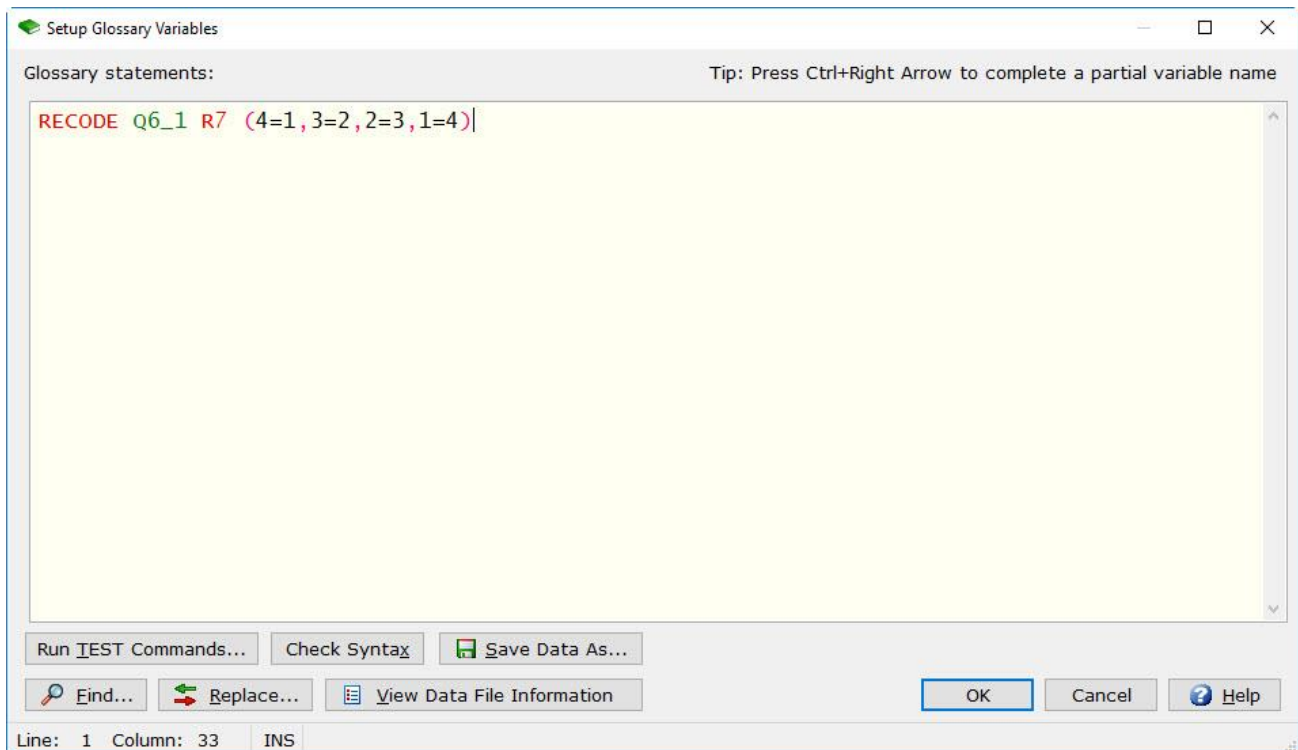 Setup Glossary Variables
Glossary statements: Tip: Press Ctrl+Right Arrow to complete a partial variable name
RECODE Q6_1 R7 (4=1,3=2,2=3,1=4)
Run TEST Commands... Check Syntax Save Data As...
Find... Replace... View Data File Information OK Cancel Help
Line: 1 Column: 33 INS